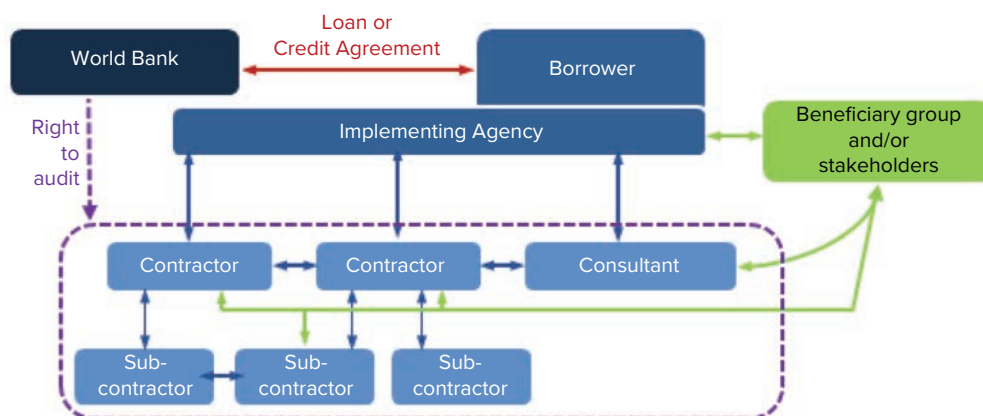 Loan or
Credit Agreement
World Bank
Borrower
Right
to
audit
Implementing Agency
Beneficiary group
and/or
stakeholders
Contractor
Contractor
Consultant
Sub-
contractor
Sub-
contractor
Sub-
contractor